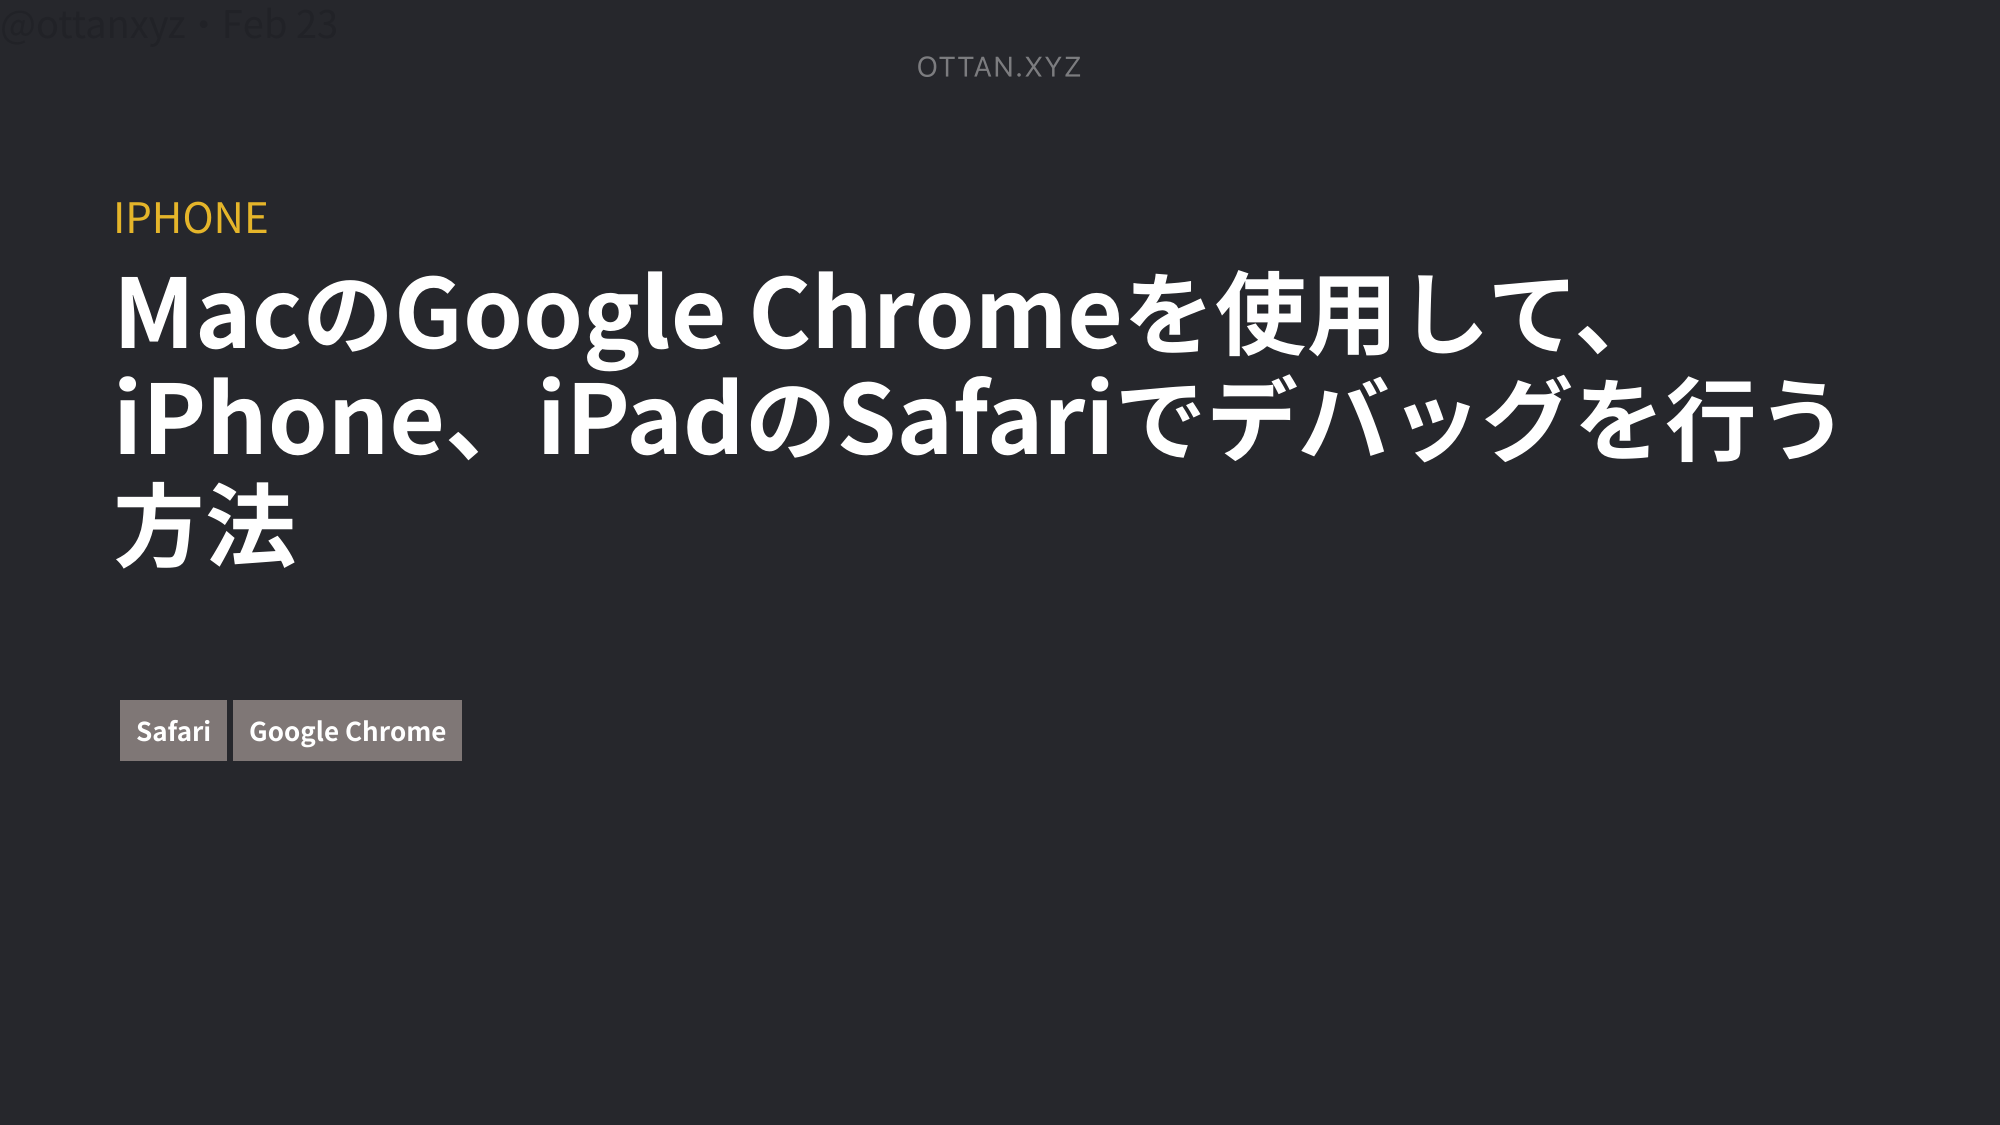 @ottanxyz・Feb 23
OTTAN.XYZ
IPHONE
MacのGoogle Chromeを使用して、
iPhone、iPadのSafariでデバッグを行う
方法
Safari
Google Chrome